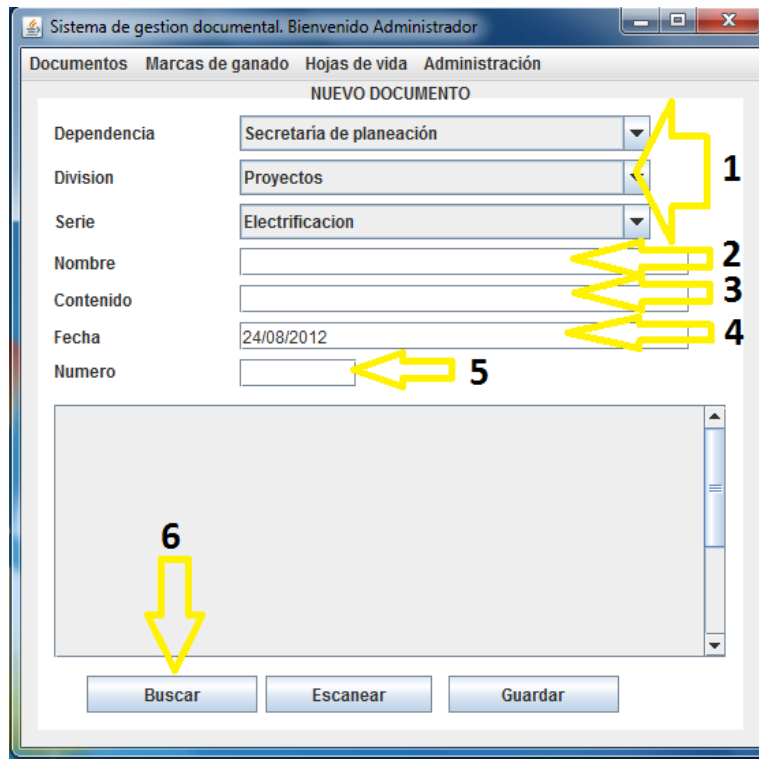 Sistema de gestion documental. Bienvenido Administrador
Documentos Marcas de ganado Hojas de vida Administración
NUEVO DOCUMENTO
Dependencia Secretaría de planeación
1
Division Proyectos
Serie Electrificacion
Nombre 2
Contenido 3
Fecha 24/08/2012 4
Numero 5
6
Buscar Escanear Guardar